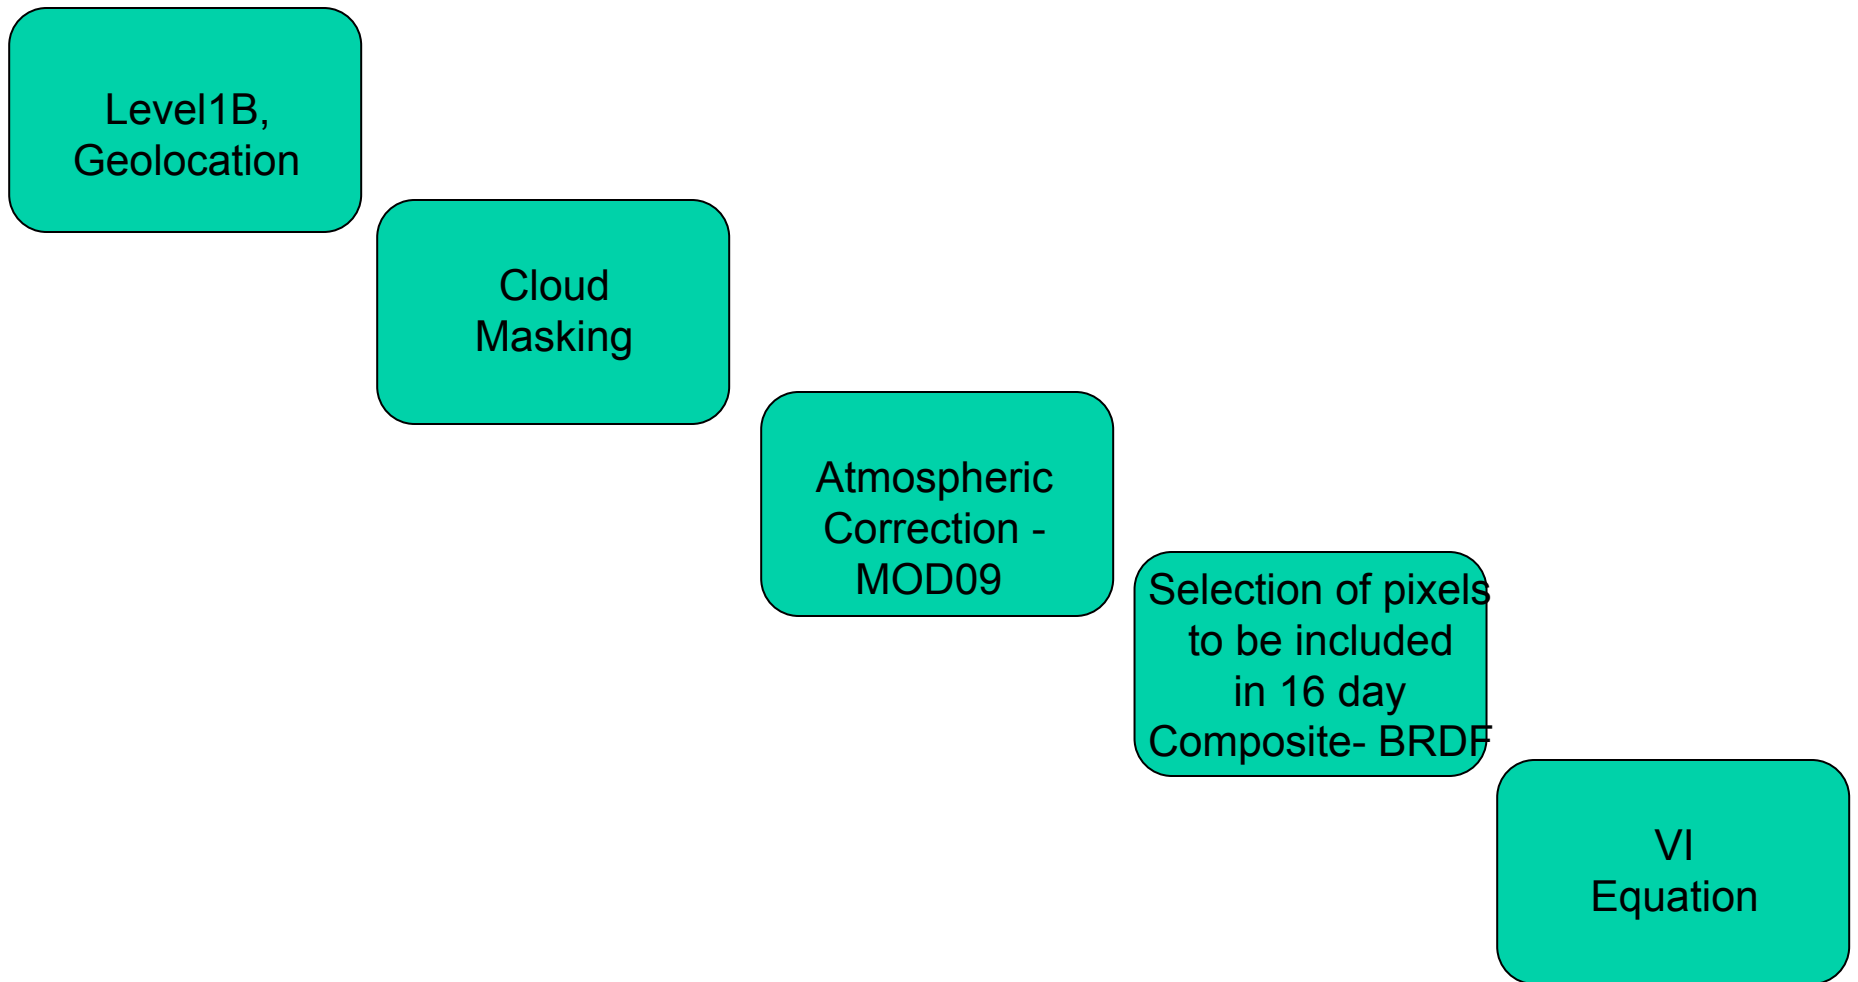 Level1B,
Geolocation
Cloud
Masking
Atmospheric
Correction -
MOD09
Selection of pixels
to be included
in 16 day
Composite- BRDF
VI
Equation